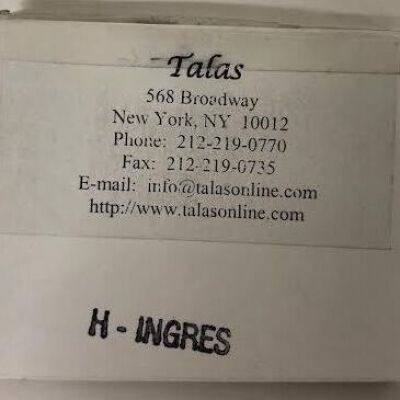 Talas
568 Broadway
New York, NY 10012
Phone: 212-219-0770
Fax: 212-219-0735
E-mail: info@talasonline.com
http://www.talasonline.com
H - INGRES